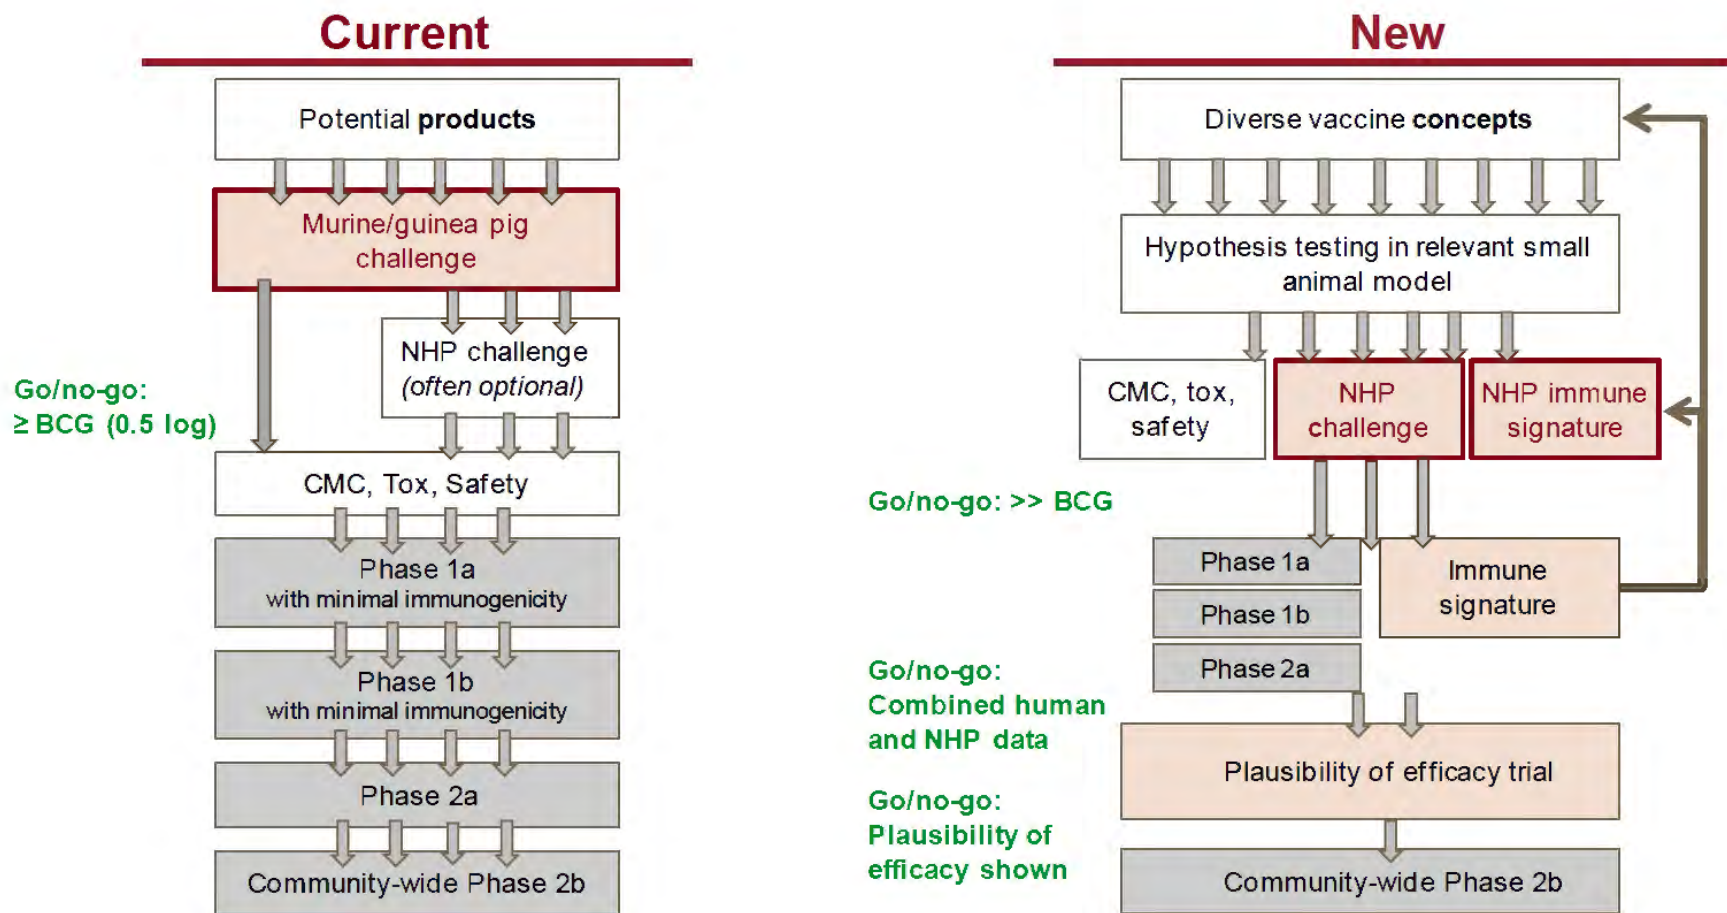 Current
Potential products
Murine/guinea pig
challenge
NHP challenge
(often optional)
Go/no-go:
≥ BCG (0.5 log)
CMC, Tox, Safety
Phase 1a
with minimal immunogenicity
Phase 1b
with minimal immunogenicity
Phase 2a
Community-wide Phase 2b
New
Diverse vaccine concepts
Hypothesis testing in relevant small
animal model
CMC, tox,
safety
NHP
challenge
NHP immune
signature
Go/no-go: >> BCG
Phase 1a
Phase 1b
Phase 2a
Immune
signature
Go/no-go:
Combined human
and NHP data
Plausibility of efficacy trial
Go/no-go:
Plausibility of
efficacy shown
Community-wide Phase 2b